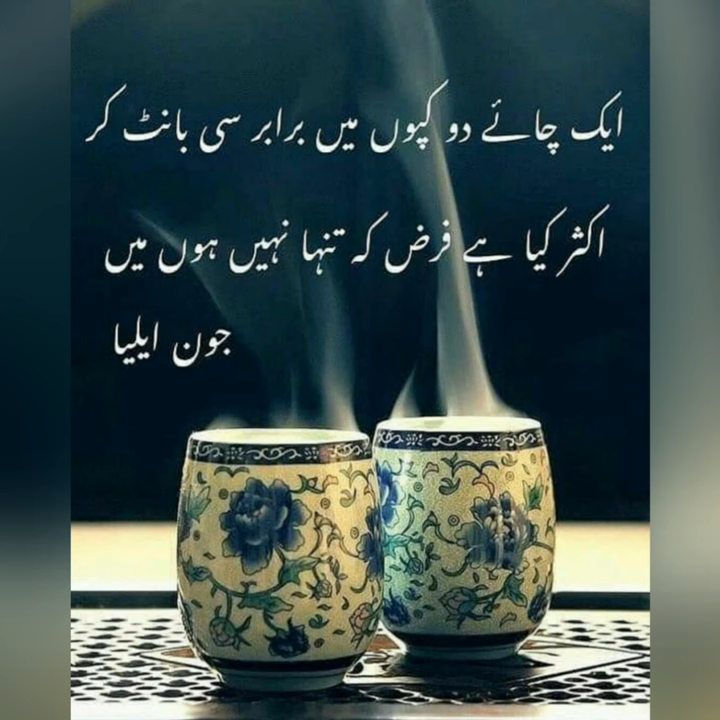 ایک چائے دو کپوں میں برابر سی بانٹ کر
اکثر کیا ہے فرض کہ تنہا نہیں ہوں میں
جون ایلیا